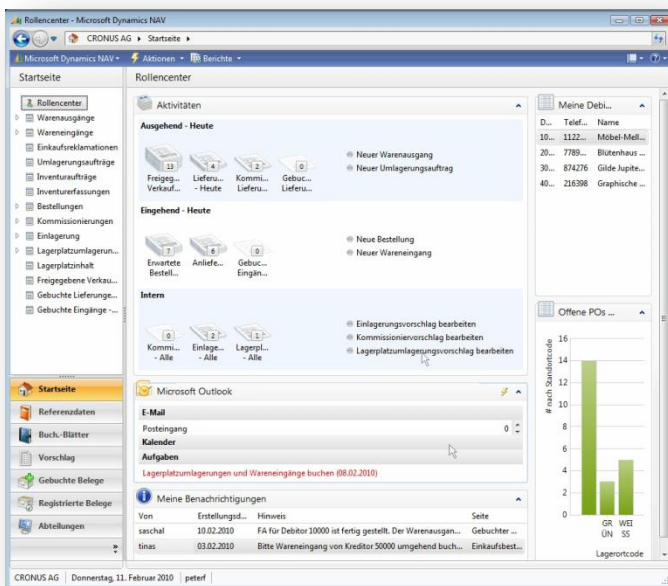 Rollencenter - Microsoft Dynamics NAV
CRONUS AG ▸ Startseite ▸
Microsoft Dynamics NAV Aktionen Berichte
Startseite
Rollencenter
Warenausgänge
Wareneingänge
Einkaufsreklamationen
Umlagerungsaufträge
Inventuraufträge
Inventurerfassungen
Bestellungen
Kommissionierungen
Einlagerung
Lagerplatzumlagerun...
Lagerplatzinhalt
Freigegebene Verkau...
Gebuchte Lieferunge...
Gebuchte Eingänge -...
Startseite
Referenzdaten
Buch.-Blätter
Vorschlag
Gebuchte Belege
Registrierte Belege
Abteilungen
Rollencenter
Aktivitäten
Ausgehend - Heute
13 4 2 0
Freigeg... Lieferu... Kommi... Gebuc...
Verkauf... - Heute Lieferu... Lieferu...
Neuer Warenausgang
Neuer Umlagerungsauftrag
Eingehend - Heute
7 6 0
Erwartete Anliefe... Gebuc...
Bestell... Eingän...
Neue Bestellung
Neuer Wareneingang
Intern
0 2 1
Kommi... Einlage... Lagerpl...
- Alle - Alle - Alle
Einlagerungsvorschlag bearbeiten
Kommissioniervorschlag bearbeiten
Lagerplatzumlagerungsvorschlag bearbeiten
Microsoft Outlook
E-Mail
Posteingang 0
Kalender
Aufgaben
Lagerplatzumlagerungen und Wareneingänge buchen (08.02.2010)
Meine Benachrichtigungen
Von Erstellungsd... Hinweis Seite
saschal 10.02.2010 FA für Debitor 10000 ist fertig gestellt. Der Warenausgan... Gebuchter ...
tinas 03.02.2010 Bitte Wareneingang von Kreditor 50000 umgehend buch... Einkaufsbest...
Meine Debi...
D... Telef... Name
10... 1122... Möbel-Mell...
20... 7789... Blütenhaus ...
30... 874276 Gilde Jupite...
40... 216398 Graphische ...
Offene POs ...
# nach Standortcode
16
14
12
10
8
6
4
2
0
GR WEI
ÜN SS
Lagerortcode
CRONUS AG Donnerstag, 11. Februar 2010 peterf